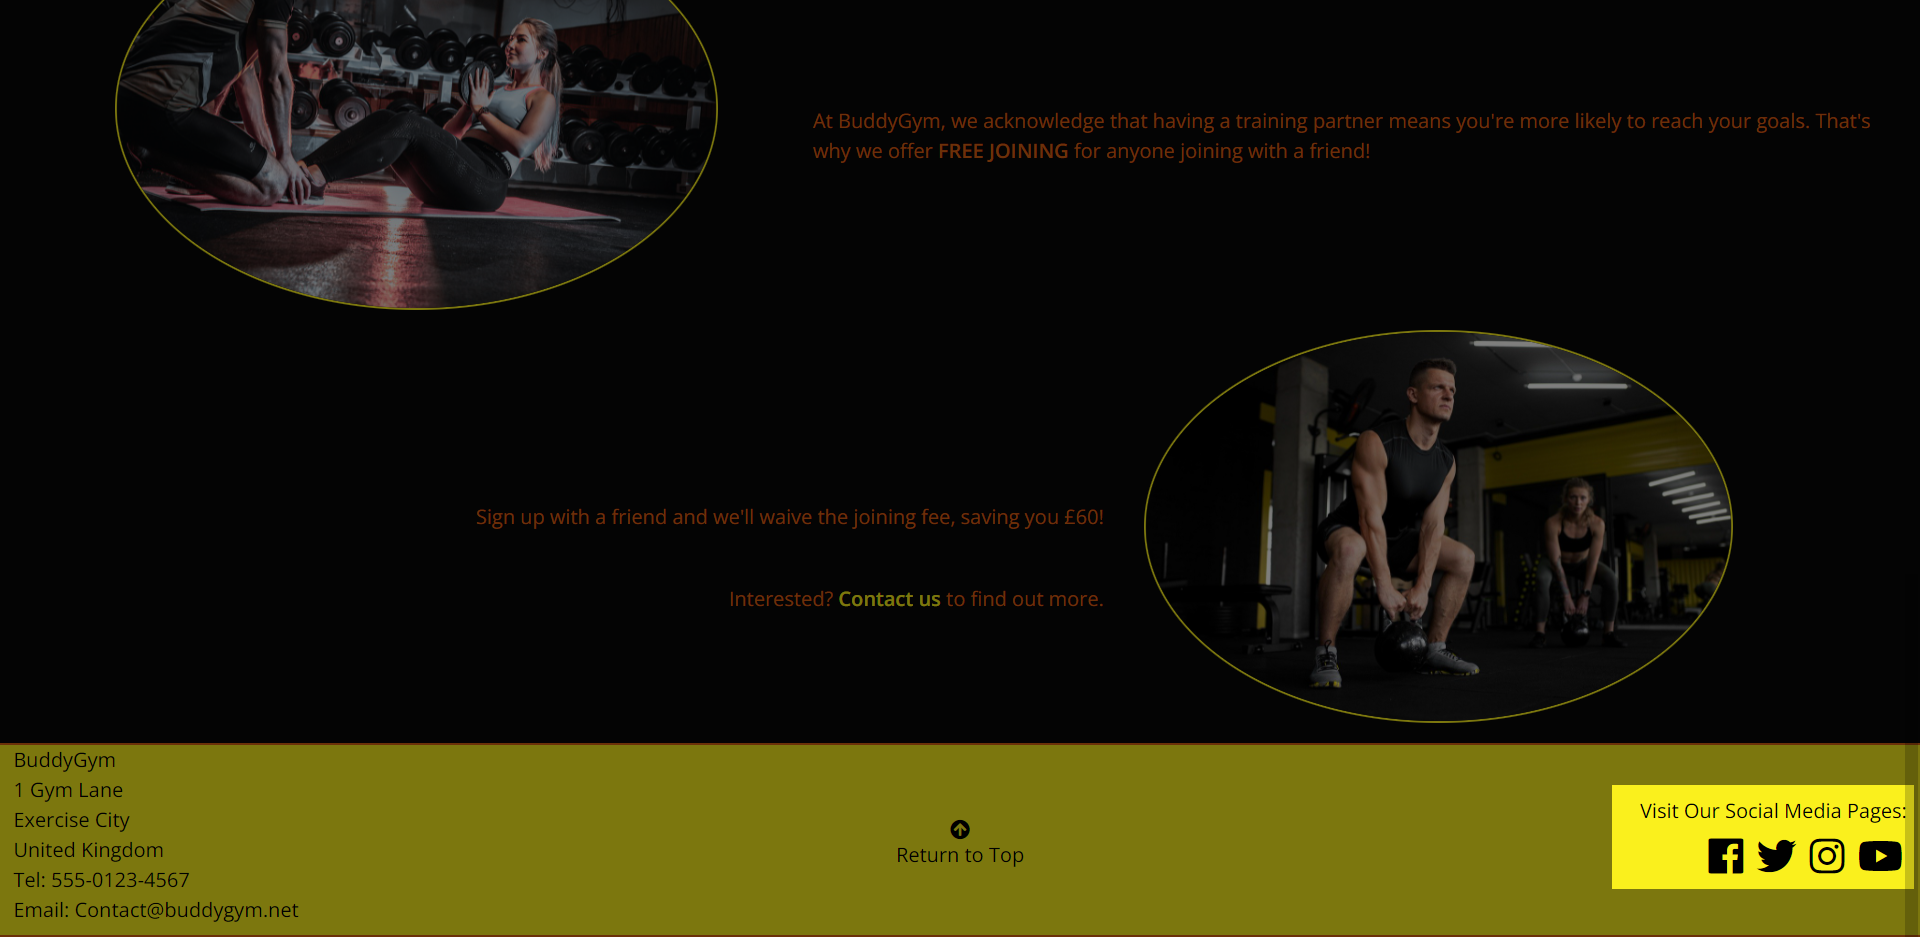 At BuddyGym, we acknowledge that having a training partner means you're more likely to reach your goals. That's
why we offer FREE JOINING for anyone joining with a friend!
Sign up with a friend and we'll waive the joining fee, saving you £60!
Interested? Contact us to find out more.
BuddyGym
1 Gym Lane
Exercise City
United Kingdom
Tel: 555-0123-4567
Email: Contact@buddygym.net
Return to Top
Visit Our Social Media Pages: